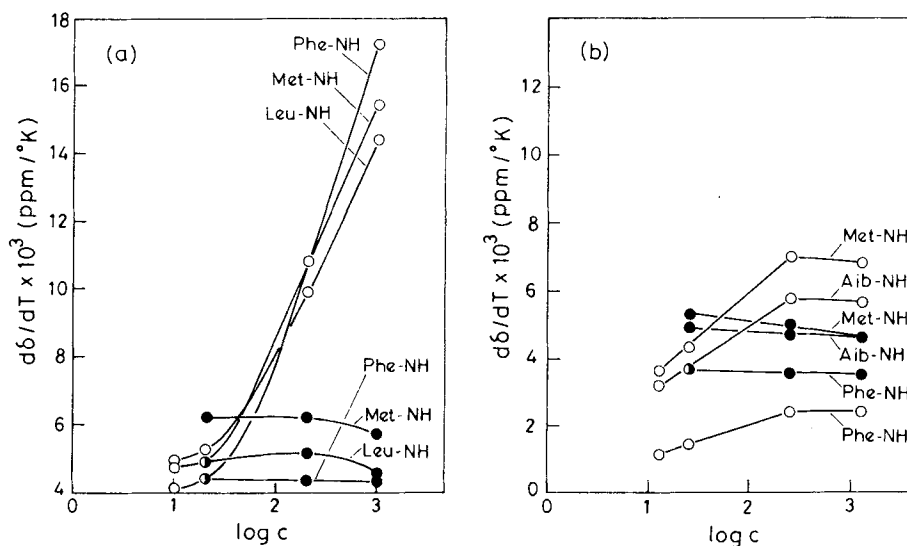 (a)
18
16
14
12
10
8
6
4
dδ/dT x 10³ (ppm/°K)
Phe-NH
Met-NH
Leu-NH
Phe-NH
Met-NH
Leu-NH
0 1 2 3
log c
(b)
12
10
8
6
4
2
0
dδ/dT x 10³ (ppm/°K)
Met-NH
Aib-NH
Met-NH
Aib-NH
Phe-NH
Phe-NH
0 1 2 3
log c